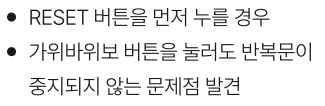 • RESET 버튼을 먼저 누를 경우
• 가위바위보 버튼을 눌러도 반복문이
중지되지 않는 문제점 발견